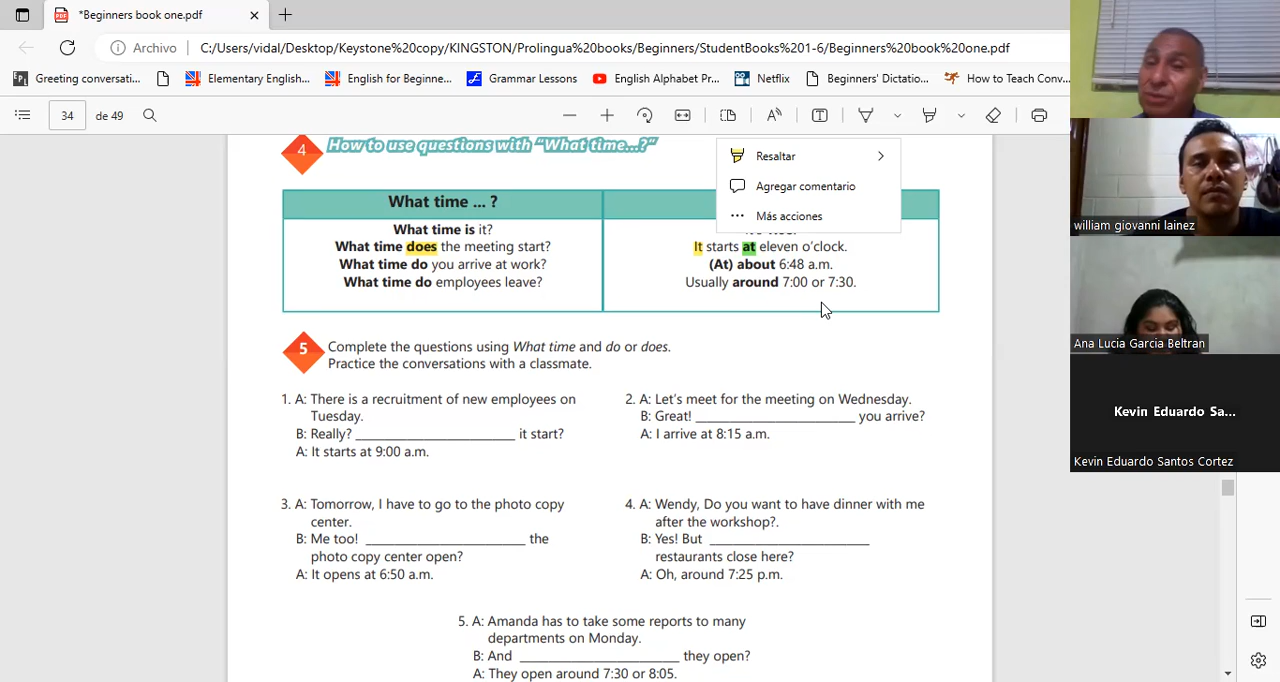 *Beginners book one.pdf
Archivo
C:/Users/vidal/Desktop/Keystone%20copy/KINGSTON/Prolingua%20books/Beginners/StudentBooks%201-6/Beginners%20book%20one.pdf
Greeting conversati...
Elementary English...
English for Beginne...
Grammar Lessons
English Alphabet Pr...
Netflix
Beginners' Dictatio...
How to Teach Conv...
34 de 49
4 How to use questions with "What time...?"
Resaltar
Agregar comentario
Más acciones
What time ... ?
What time is it?
What time does the meeting start?
What time do you arrive at work?
What time do employees leave?
It starts at eleven o'clock.
(At) about 6:48 a.m.
Usually around 7:00 or 7:30.
5 Complete the questions using What time and do or does.
Practice the conversations with a classmate.
1. A: There is a recruitment of new employees on
Tuesday.
B: Really? ______________________ it start?
A: It starts at 9:00 a.m.
2. A: Let's meet for the meeting on Wednesday.
B: Great! ______________________ you arrive?
A: I arrive at 8:15 a.m.
3. A: Tomorrow, I have to go to the photo copy
center.
B: Me too! ______________________ the
photo copy center open?
A: It opens at 6:50 a.m.
4. A: Wendy, Do you want to have dinner with me
after the workshop?.
B: Yes! But ______________________
restaurants close here?
A: Oh, around 7:25 p.m.
5. A: Amanda has to take some reports to many
departments on Monday.
B: And ______________________ they open?
A: They open around 7:30 or 8:05.
william giovanni lainez
Ana Lucia Garcia Beltran
Kevin Eduardo Sa...
Kevin Eduardo Santos Cortez